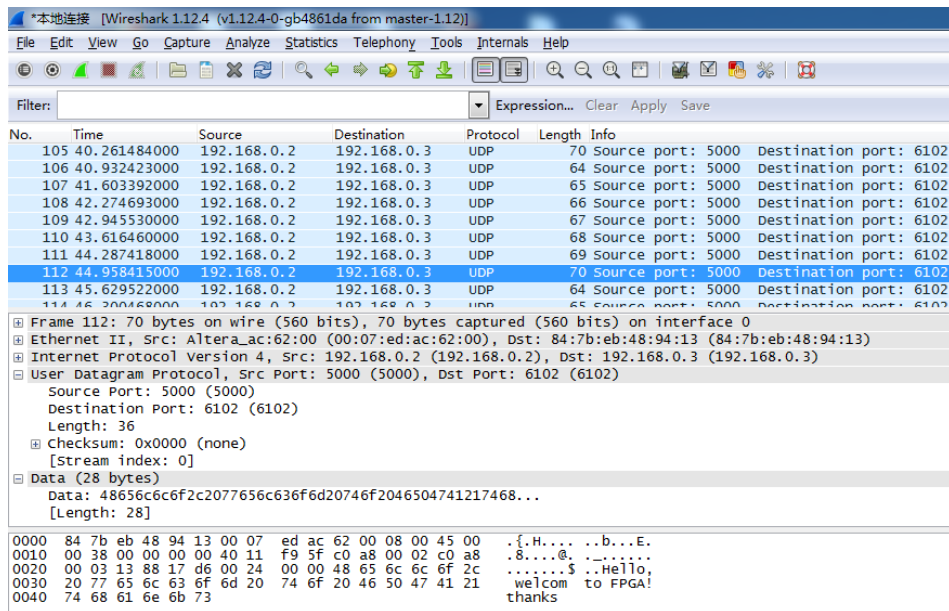 *本地连接 [Wireshark 1.12.4 (v1.12.4-0-gb4861da from master-1.12)]
File Edit View Go Capture Analyze Statistics Telephony Tools Internals Help
Filter: Expression... Clear Apply Save
No. Time Source Destination Protocol Length Info
105 40.261484000 192.168.0.2 192.168.0.3 UDP 70 Source port: 5000 Destination port: 6102
106 40.932423000 192.168.0.2 192.168.0.3 UDP 64 Source port: 5000 Destination port: 6102
107 41.603392000 192.168.0.2 192.168.0.3 UDP 65 Source port: 5000 Destination port: 6102
108 42.274693000 192.168.0.2 192.168.0.3 UDP 66 Source port: 5000 Destination port: 6102
109 42.945530000 192.168.0.2 192.168.0.3 UDP 67 Source port: 5000 Destination port: 6102
110 43.616460000 192.168.0.2 192.168.0.3 UDP 68 Source port: 5000 Destination port: 6102
111 44.287418000 192.168.0.2 192.168.0.3 UDP 69 Source port: 5000 Destination port: 6102
112 44.958415000 192.168.0.2 192.168.0.3 UDP 70 Source port: 5000 Destination port: 6102
113 45.629522000 192.168.0.2 192.168.0.3 UDP 64 Source port: 5000 Destination port: 6102
114 46.300468000 192.168.0.2 192.168.0.3 UDP 65 Source port: 5000 Destination port: 6102
Frame 112: 70 bytes on wire (560 bits), 70 bytes captured (560 bits) on interface 0
Ethernet II, Src: Altera_ac:62:00 (00:07:ed:ac:62:00), Dst: 84:7b:eb:48:94:13 (84:7b:eb:48:94:13)
Internet Protocol Version 4, Src: 192.168.0.2 (192.168.0.2), Dst: 192.168.0.3 (192.168.0.3)
User Datagram Protocol, Src Port: 5000 (5000), Dst Port: 6102 (6102)
Source Port: 5000 (5000)
Destination Port: 6102 (6102)
Length: 36
Checksum: 0x0000 (none)
[Stream index: 0]
Data (28 bytes)
Data: 48656c6c6f2c2077656c636f6d20746f2046504741217468...
[Length: 28]
0000 84 7b eb 48 94 13 00 07 ed ac 62 00 08 00 45 00 .{.H.... ..b...E.
0010 00 38 00 00 00 00 40 11 f9 5f c0 a8 00 02 c0 a8 .8....@. ._......
0020 00 03 13 88 17 d6 00 24 00 00 48 65 6c 6c 6f 2c .......$ ..Hello,
0030 20 77 65 6c 63 6f 6d 20 74 6f 20 46 50 47 41 21 welcom to FPGA!
0040 74 68 61 6e 6b 73 thanks